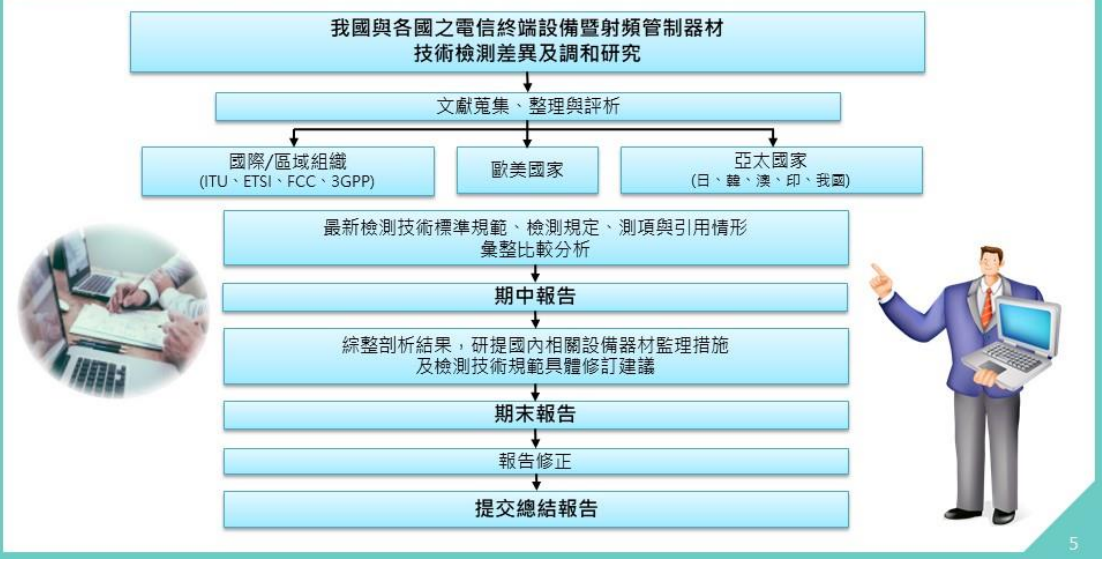 我國與各國之電信終端設備暨射頻管制器材
技術檢測差異及調和研究
文獻蒐集、整理與評析
國際/區域組織
(ITU、ETSI、FCC、3GPP)
歐美國家
亞太國家
(日、韓、澳、印、我國)
最新檢測技術標準規範、檢測規定、測項與引用情形
彙整比較分析
期中報告
綜整剖析結果，研提國內相關設備器材監理措施
及檢測技術規範具體修訂建議
期末報告
報告修正
提交總結報告
5